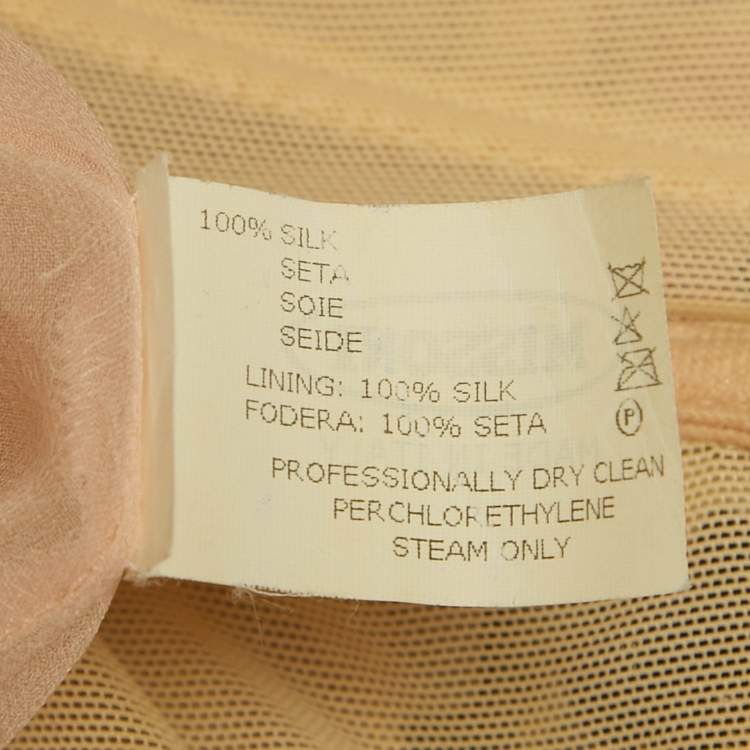 100% SILK
SETA
SOIE
SEIDE
LINING: 100% SILK
FODERA: 100% SETA
P
PROFESSIONALLY DRY CLEAN
PERCHLORETHYLENE
STEAM ONLY